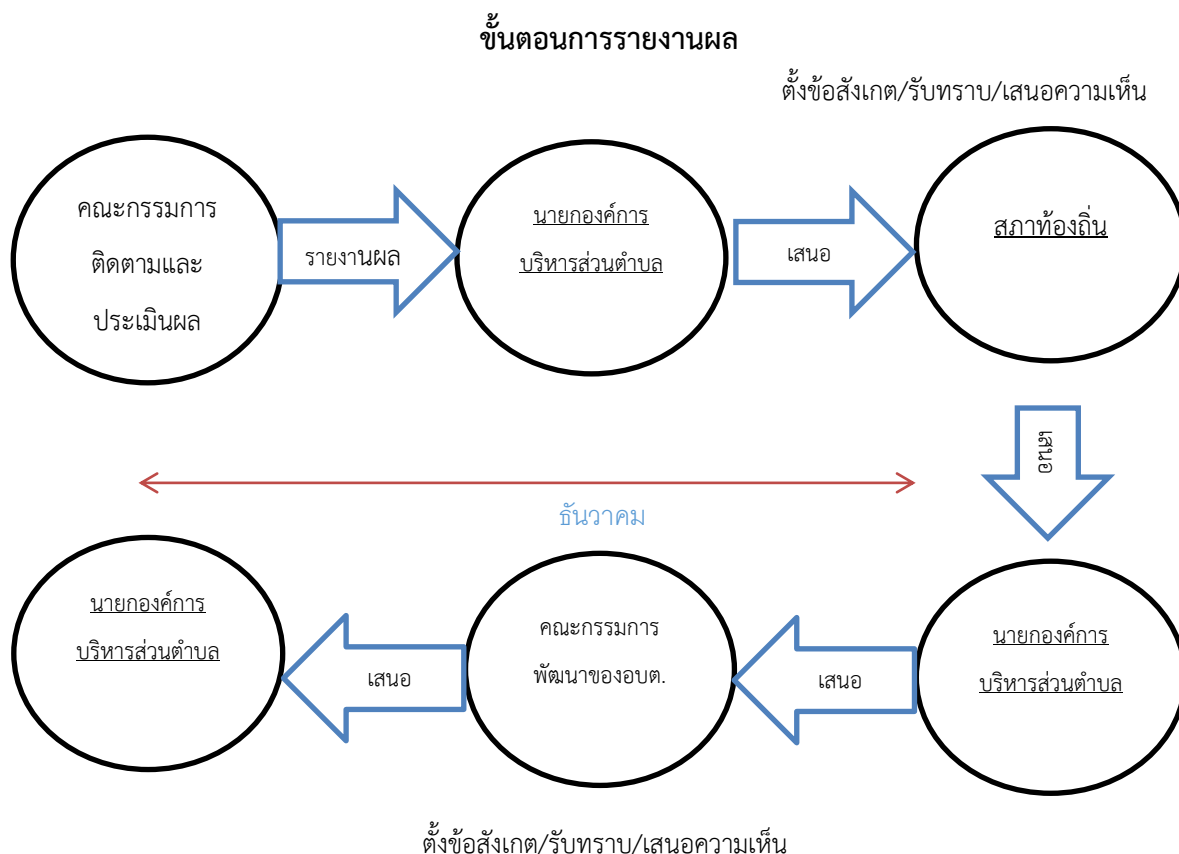 ขั้นตอนการรายงานผล
ตั้งข้อสังเกต/รับทราบ/เสนอความเห็น
คณะกรรมการ
ติดตามและ
ประเมินผล
รายงานผล
นายกองค์การ
บริหารส่วนตำบล
เสนอ
สภาท้องถิ่น
เสนอ
ธันวาคม
นายกองค์การ
บริหารส่วนตำบล
เสนอ
คณะกรรมการ
พัฒนาของอบต.
เสนอ
นายกองค์การ
บริหารส่วนตำบล
ตั้งข้อสังเกต/รับทราบ/เสนอความเห็น